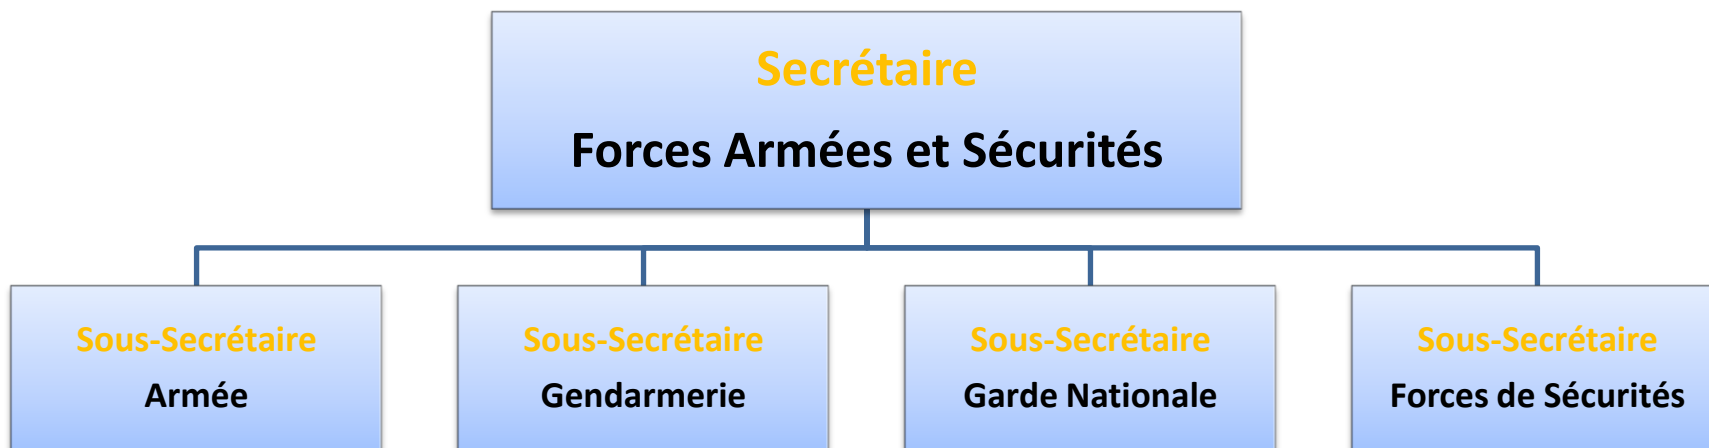 Secrétaire
Forces Armées et Sécurités
Sous-Secrétaire
Armée
Sous-Secrétaire
Gendarmerie
Sous-Secrétaire
Garde Nationale
Sous-Secrétaire
Forces de Sécurités